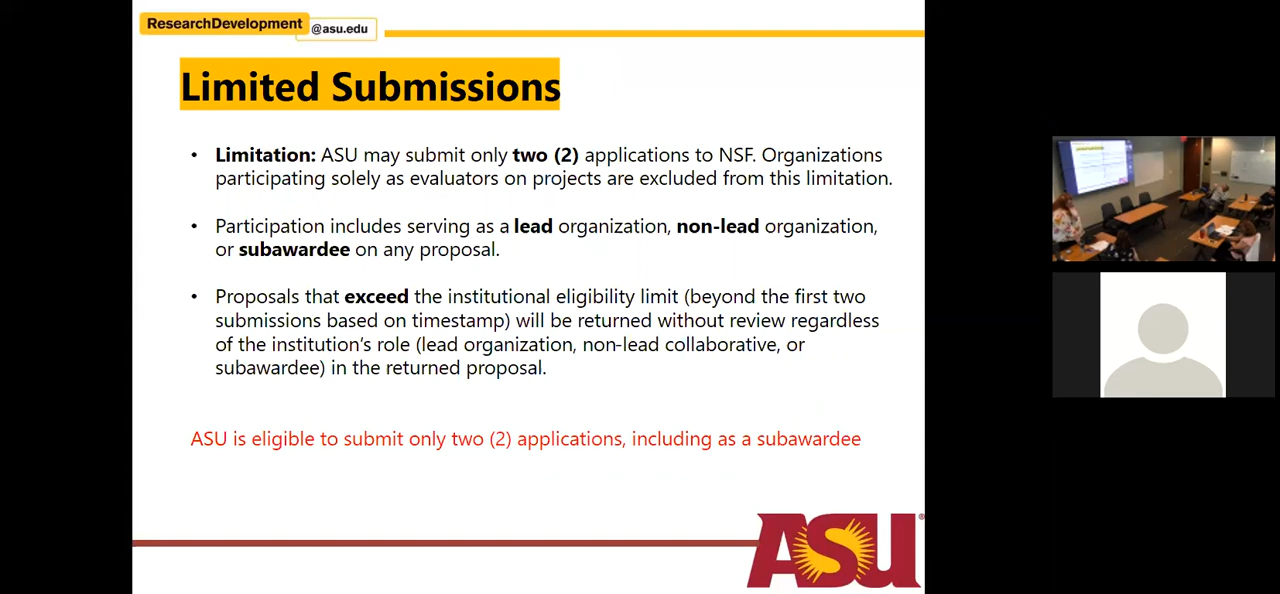 ResearchDevelopment
@asu.edu
Limited Submissions
• Limitation: ASU may submit only two (2) applications to NSF. Organizations
participating solely as evaluators on projects are excluded from this limitation.
• Participation includes serving as a lead organization, non-lead organization,
or subawardee on any proposal.
• Proposals that exceed the institutional eligibility limit (beyond the first two
submissions based on timestamp) will be returned without review regardless
of the institution's role (lead organization, non-lead collaborative, or
subawardee) in the returned proposal.
ASU is eligible to submit only two (2) applications, including as a subawardee
ASU®